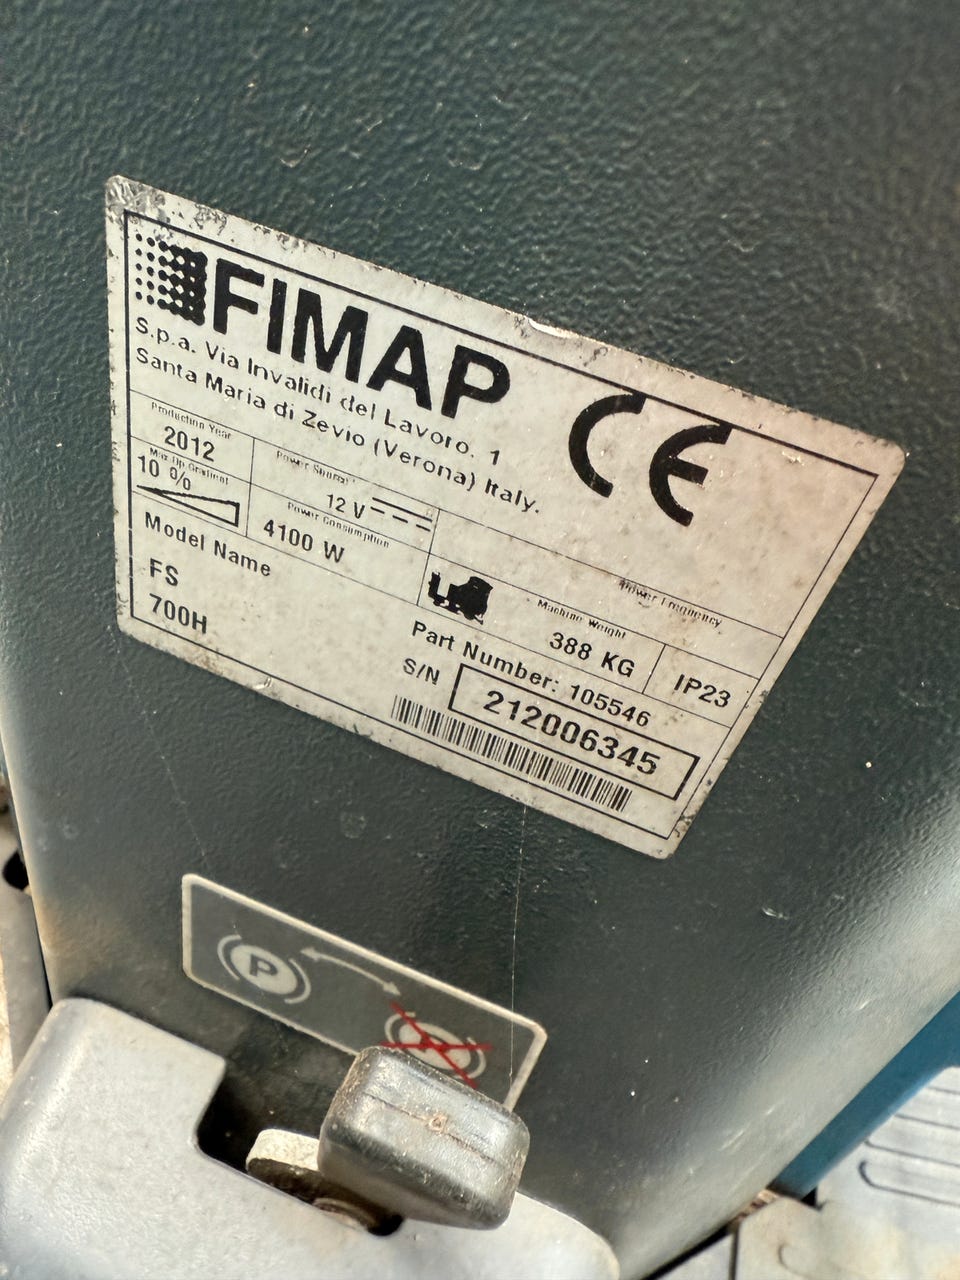 FIMAP
S.p.a. Via Invalidi del Lavoro, 1
Santa Maria di Zevio (Verona) Italy.
CE
Production Year
2012
Power Source
12 V
Power Frequency
Max Op Gradient
10 %
Power Consumption
4100 W
Machine Weight
388 KG
IP23
Model Name
FS
700H
Part Number: 105546
S/N
212006345
P